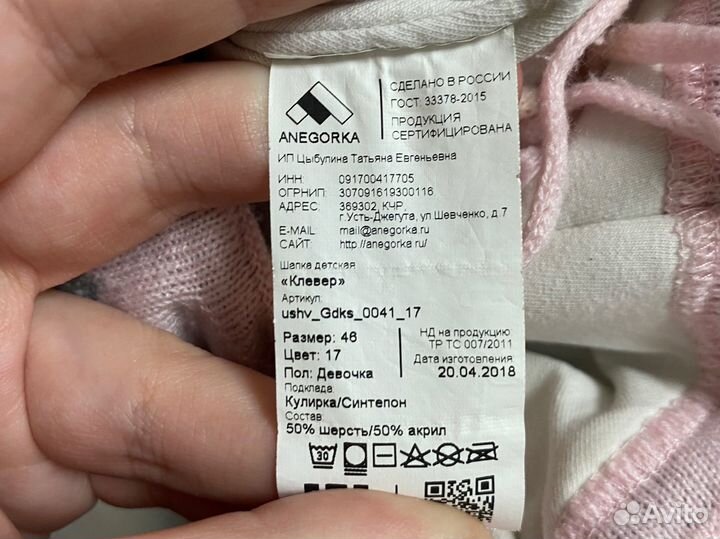 ANEGORKA
СДЕЛАНО В РОССИИ
ГОСТ: 33378-2015
ПРОДУКЦИЯ
СЕРТИФИЦИРОВАНА
ИП Цыбулина Татьяна Евгеньевна
ИНН: 091700417705
ОГРНИП: 307091619300116
АДРЕС: 369302, КЧР,
г.Усть-Джегута, ул Шевченко, д.7
E-MAIL: mail@anegorka.ru
САЙТ: http://anegorka.ru/
Шапка детская
«Клевер»
Артикул:
ushv_Gdks_0041_17
Размер: 46
Цвет: 17
Пол: Девочка
НД на продукцию
ТР ТС 007/2011
Дата изготовления:
20.04.2018
Подклада:
Кулирка/Синтепон
Состав:
50% шерсть/50% акрил
30
Avito